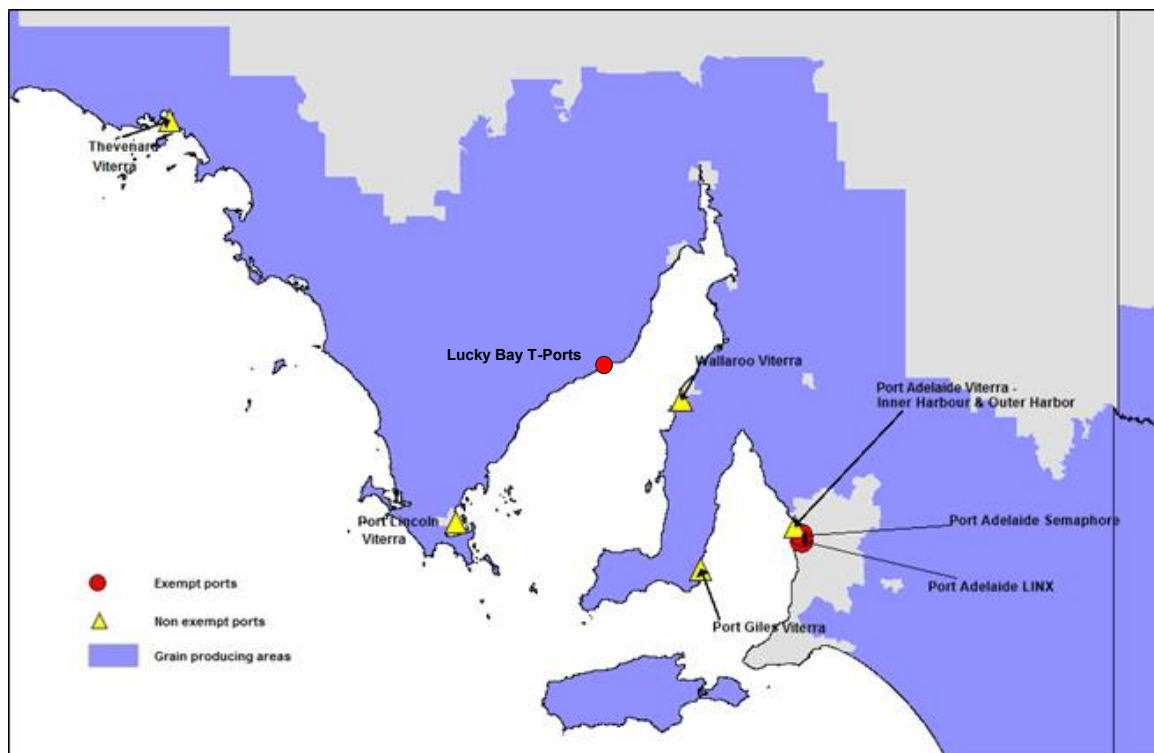 Thevenard
Viterra
Lucky Bay T-Ports
Wallaroo Viterra
Port Adelaide Viterra -
Inner Harbour & Outer Harbor
Port Lincoln
Viterra
Port Adelaide Semaphore
Port Adelaide LINX
Port Giles Viterra
Exempt ports
Non exempt ports
Grain producing areas